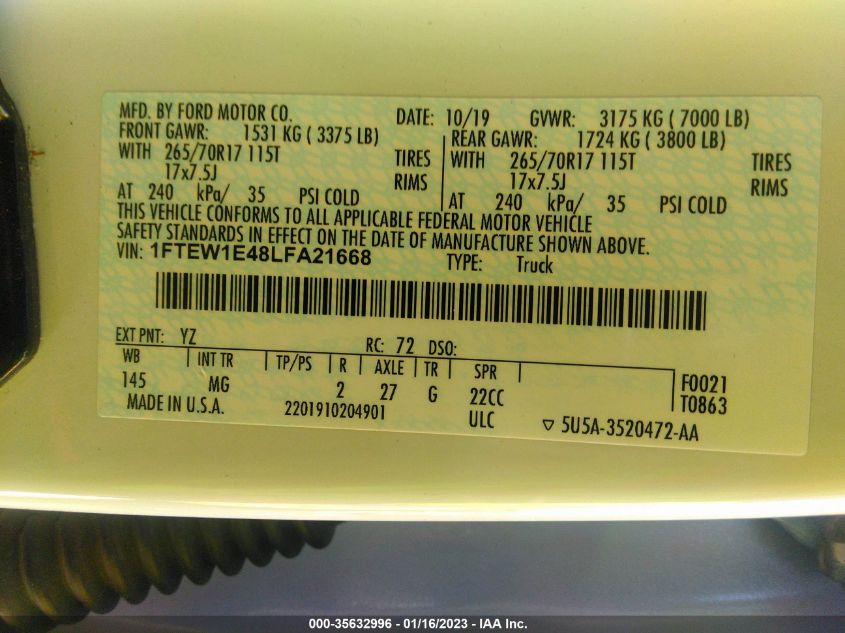 MFD. BY FORD MOTOR CO. DATE: 10/19 GVWR: 3175 KG ( 7000 LB)
FRONT GAWR: 1531 KG ( 3375 LB) REAR GAWR: 1724 KG ( 3800 LB)
WITH 265/70R17 115T TIRES WITH 265/70R17 115T TIRES
17x7.5J RIMS 17x7.5J RIMS
AT 240 kPa/ 35 PSI COLD AT 240 kPa/ 35 PSI COLD
THIS VEHICLE CONFORMS TO ALL APPLICABLE FEDERAL MOTOR VEHICLE
SAFETY STANDARDS IN EFFECT ON THE DATE OF MANUFACTURE SHOWN ABOVE.
VIN: 1FTEW1E48LFA21668 TYPE: Truck
EXT PNT: YZ RC: 72 DSO:
WB INT TR TP/PS R AXLE TR SPR
145 MG 2 27 G 22CC F0021
MADE IN U.S.A. 2201910204901 ULC T0863
▽ 5U5A-3520472-AA
000-35632996 - 01/16/2023 - IAA Inc.